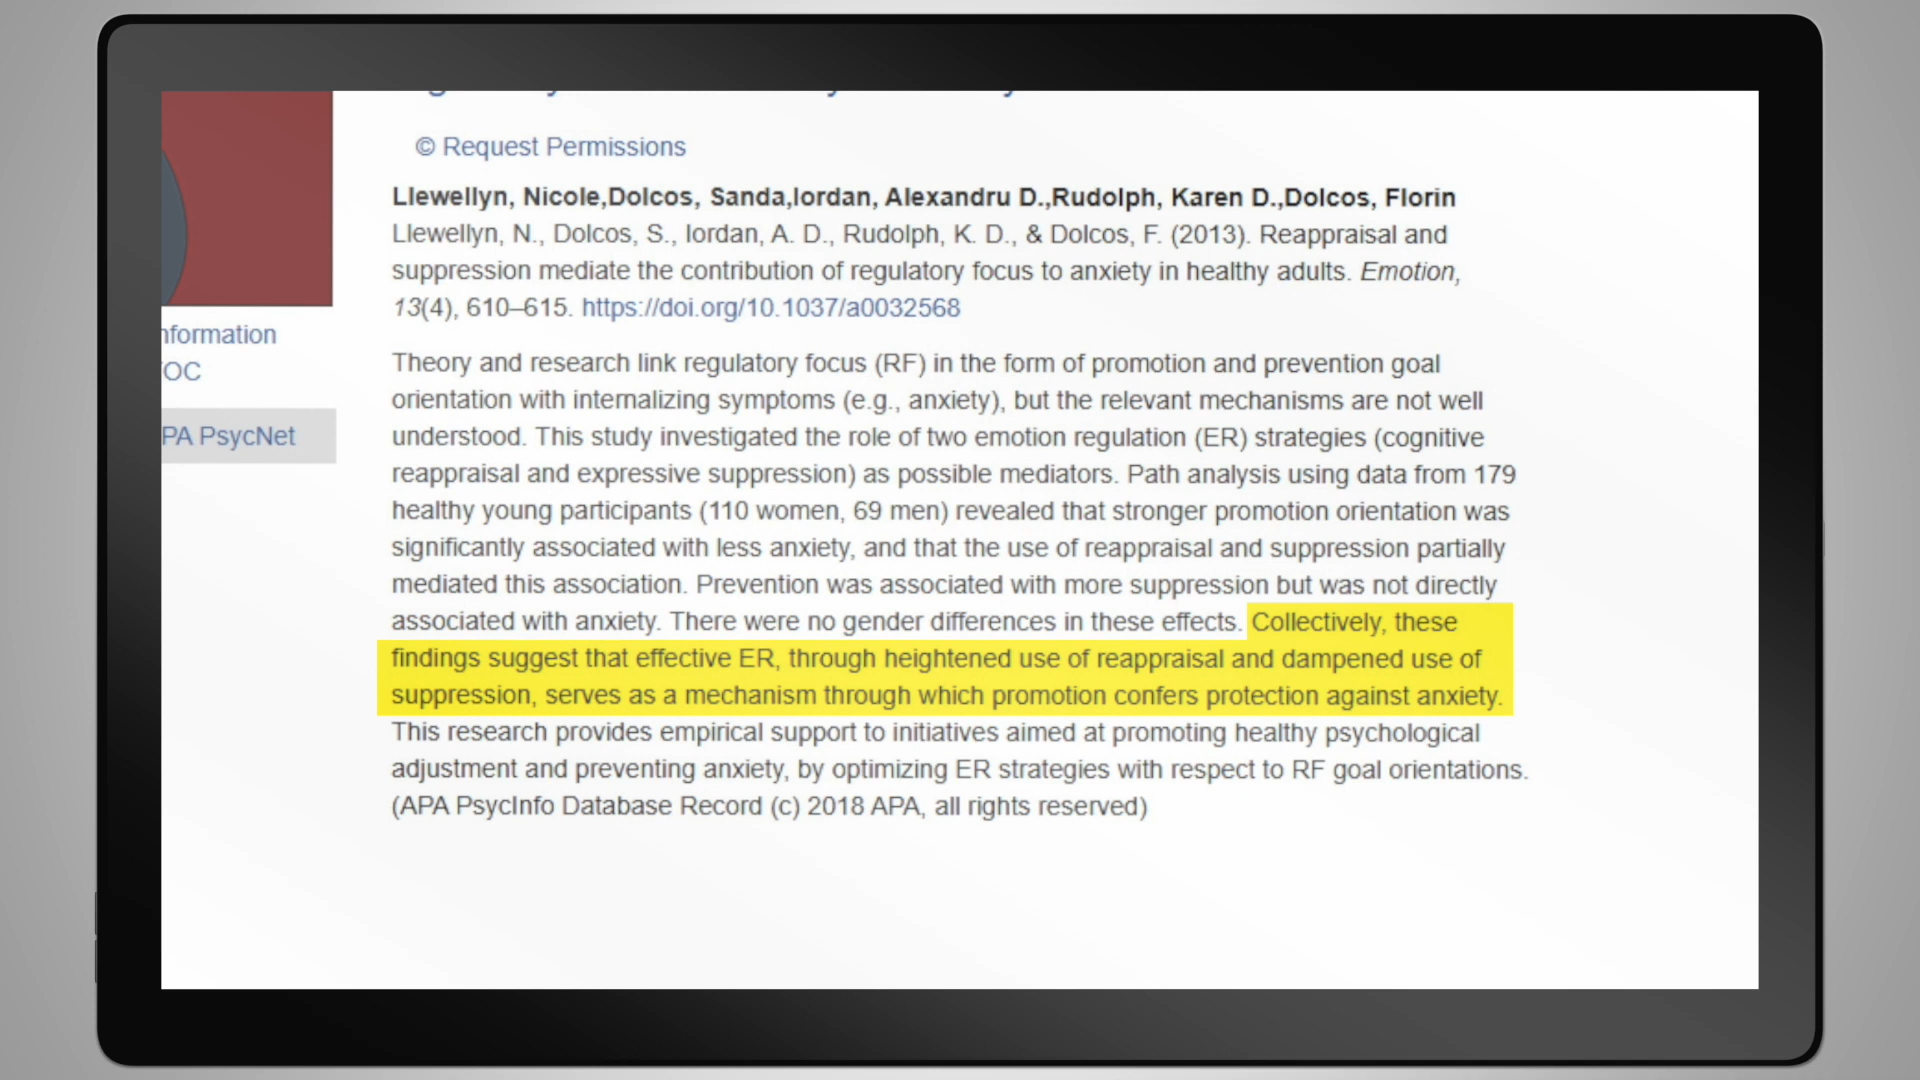 © Request Permissions
Llewellyn, Nicole,Dolcos, Sanda,Iordan, Alexandru D.,Rudolph, Karen D.,Dolcos, Florin
Llewellyn, N., Dolcos, S., Iordan, A. D., Rudolph, K. D., & Dolcos, F. (2013). Reappraisal and
suppression mediate the contribution of regulatory focus to anxiety in healthy adults. Emotion,
13(4), 610–615. https://doi.org/10.1037/a0032568
nformation
OC
PA PsycNet
Theory and research link regulatory focus (RF) in the form of promotion and prevention goal
orientation with internalizing symptoms (e.g., anxiety), but the relevant mechanisms are not well
understood. This study investigated the role of two emotion regulation (ER) strategies (cognitive
reappraisal and expressive suppression) as possible mediators. Path analysis using data from 179
healthy young participants (110 women, 69 men) revealed that stronger promotion orientation was
significantly associated with less anxiety, and that the use of reappraisal and suppression partially
mediated this association. Prevention was associated with more suppression but was not directly
associated with anxiety. There were no gender differences in these effects. Collectively, these
findings suggest that effective ER, through heightened use of reappraisal and dampened use of
suppression, serves as a mechanism through which promotion confers protection against anxiety.
This research provides empirical support to initiatives aimed at promoting healthy psychological
adjustment and preventing anxiety, by optimizing ER strategies with respect to RF goal orientations.
(APA PsycInfo Database Record (c) 2018 APA, all rights reserved)